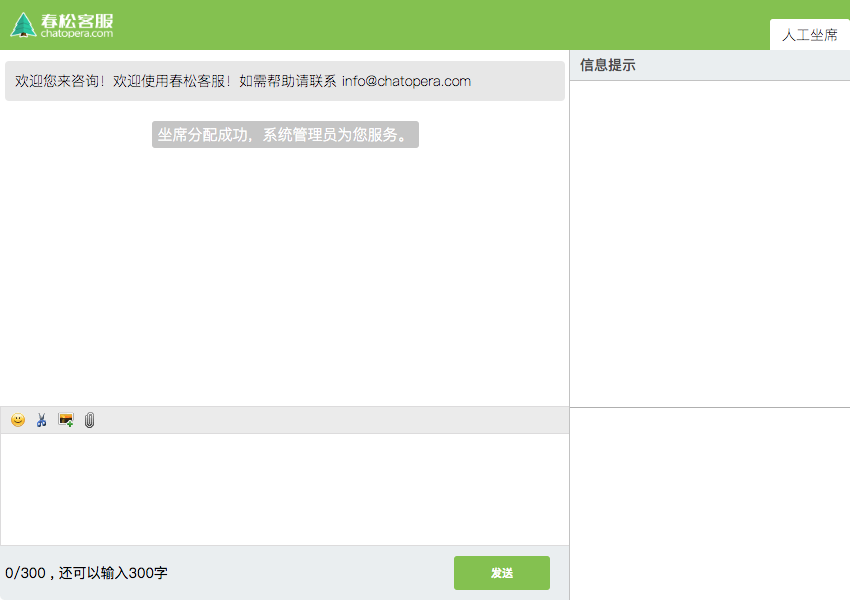 春松客服
chatopera.com
人工坐席
欢迎您来咨询！欢迎使用春松客服！如需帮助请联系 info@chatopera.com
信息提示
坐席分配成功，系统管理员为您服务。
0/300 , 还可以输入300字
发送